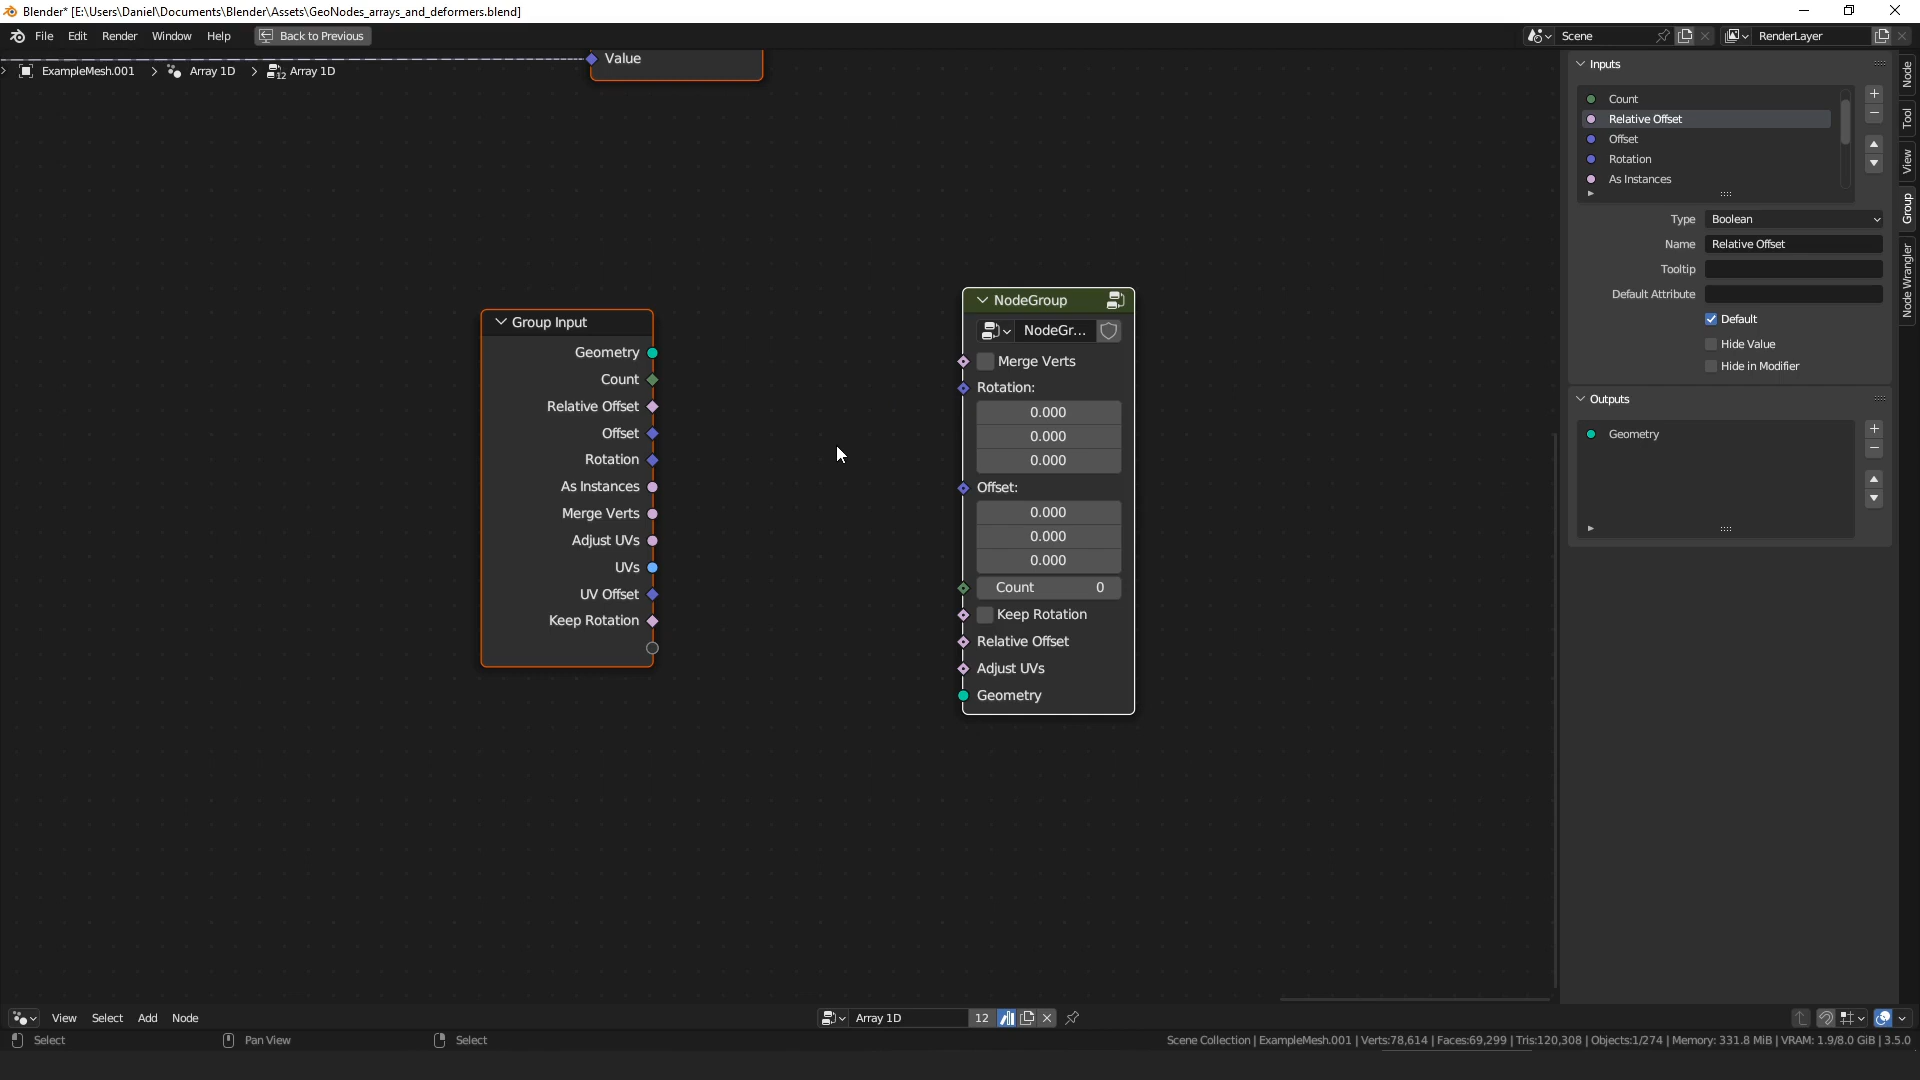 Blender* [E:\Users\Daniel\Documents\Blender\Assets\GeoNodes_arrays_and_deformers.blend]
File Edit Render Window Help Back to Previous
Scene RenderLayer
ExampleMesh.001 Array 1D 12 Array 1D
Value
Group Input
Geometry
Count
Relative Offset
Offset
Rotation
As Instances
Merge Verts
Adjust UVs
UVs
UV Offset
Keep Rotation
NodeGroup
NodeGr...
Merge Verts
Rotation:
0.000
0.000
0.000
Offset:
0.000
0.000
0.000
Count 0
Keep Rotation
Relative Offset
Adjust UVs
Geometry
Inputs
Count
Relative Offset
Offset
Rotation
As Instances
Type Boolean
Name Relative Offset
Tooltip
Default Attribute
Default
Hide Value
Hide in Modifier
Outputs
Geometry
Node
Tool
View
Group
Node Wrangler
View Select Add Node
Array 1D 12
Select Pan View Select
Scene Collection | ExampleMesh.001 | Verts:78,614 | Faces:69,299 | Tris:120,308 | Objects:1/274 | Memory: 331.8 MiB | VRAM: 1.9/8.0 GiB | 3.5.0